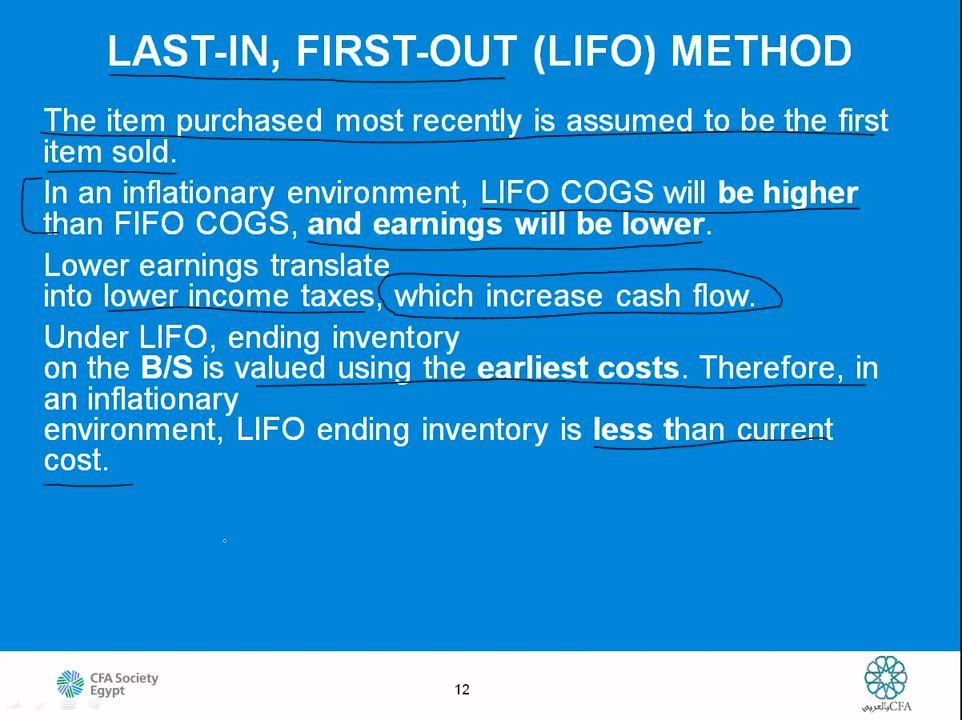 LAST-IN, FIRST-OUT (LIFO) METHOD
The item purchased most recently is assumed to be the first
item sold.
In an inflationary environment, LIFO COGS will be higher
than FIFO COGS, and earnings will be lower.
Lower earnings translate
into lower income taxes, which increase cash flow.
Under LIFO, ending inventory
on the B/S is valued using the earliest costs. Therefore, in
an inflationary
environment, LIFO ending inventory is less than current
cost.
CFA Society
Egypt
12
CFA بالعربي